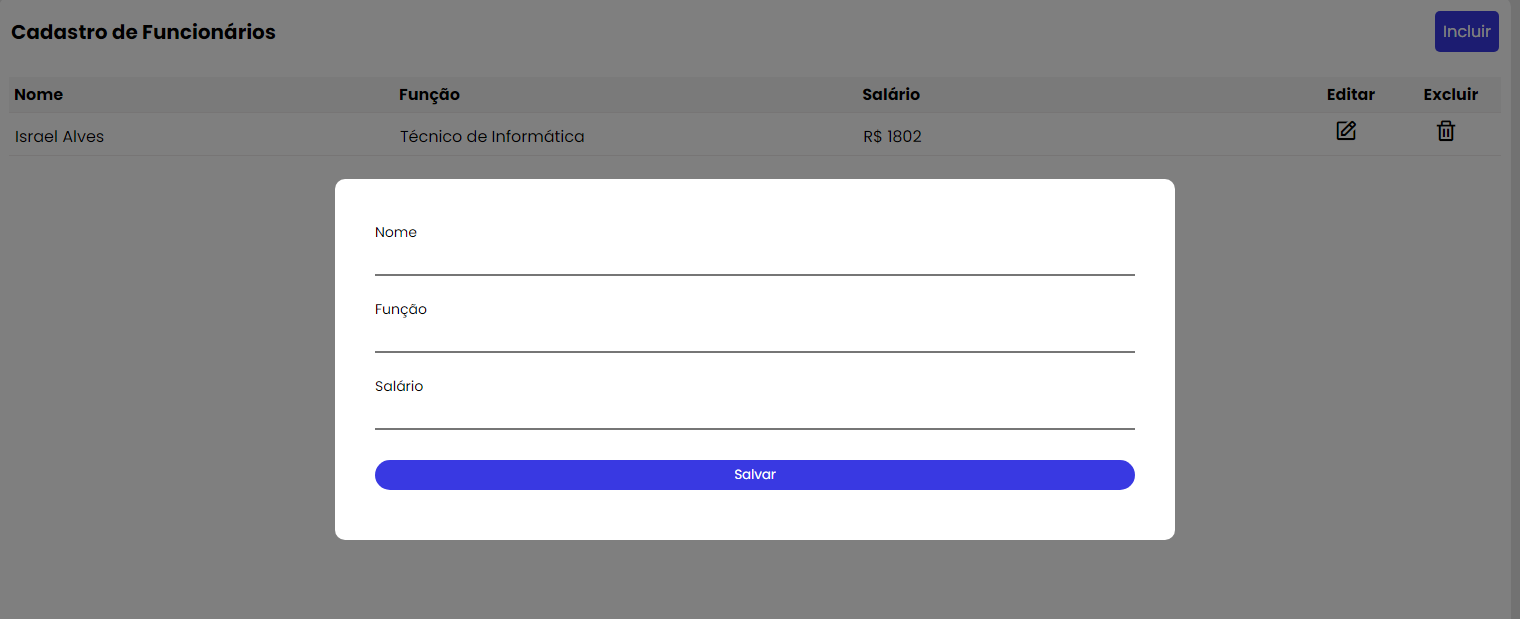 Cadastro de Funcionários
Incluir
Nome Função Salário Editar Excluir
Israel Alves Técnico de Informática R$ 1802
Nome
Função
Salário
Salvar